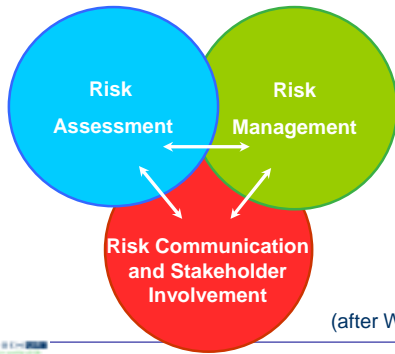 Risk
Assessment
Risk
Management
Risk Communication
and Stakeholder
Involvement
(after W